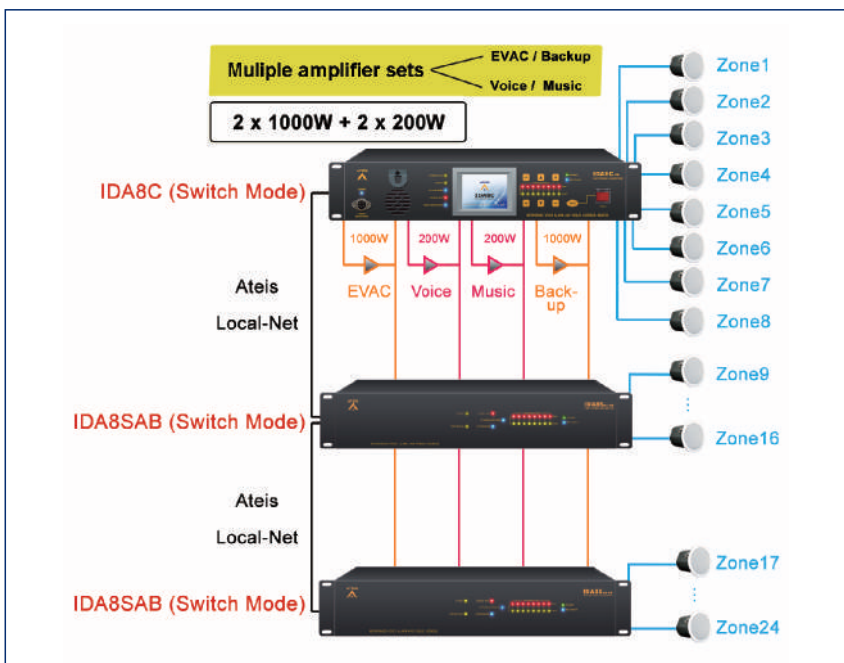 Muliple amplifier sets
EVAC / Backup
Voice / Music
2 x 1000W + 2 x 200W
IDA8C (Switch Mode)
1000W
200W
200W
1000W
EVAC
Voice
Music
Back-
up
Zone1
Zone2
Zone3
Zone4
Zone5
Zone6
Zone7
Zone8
Ateis
Local-Net
IDA8SAB (Switch Mode)
Zone9
Zone16
Ateis
Local-Net
IDA8SAB (Switch Mode)
Zone17
Zone24